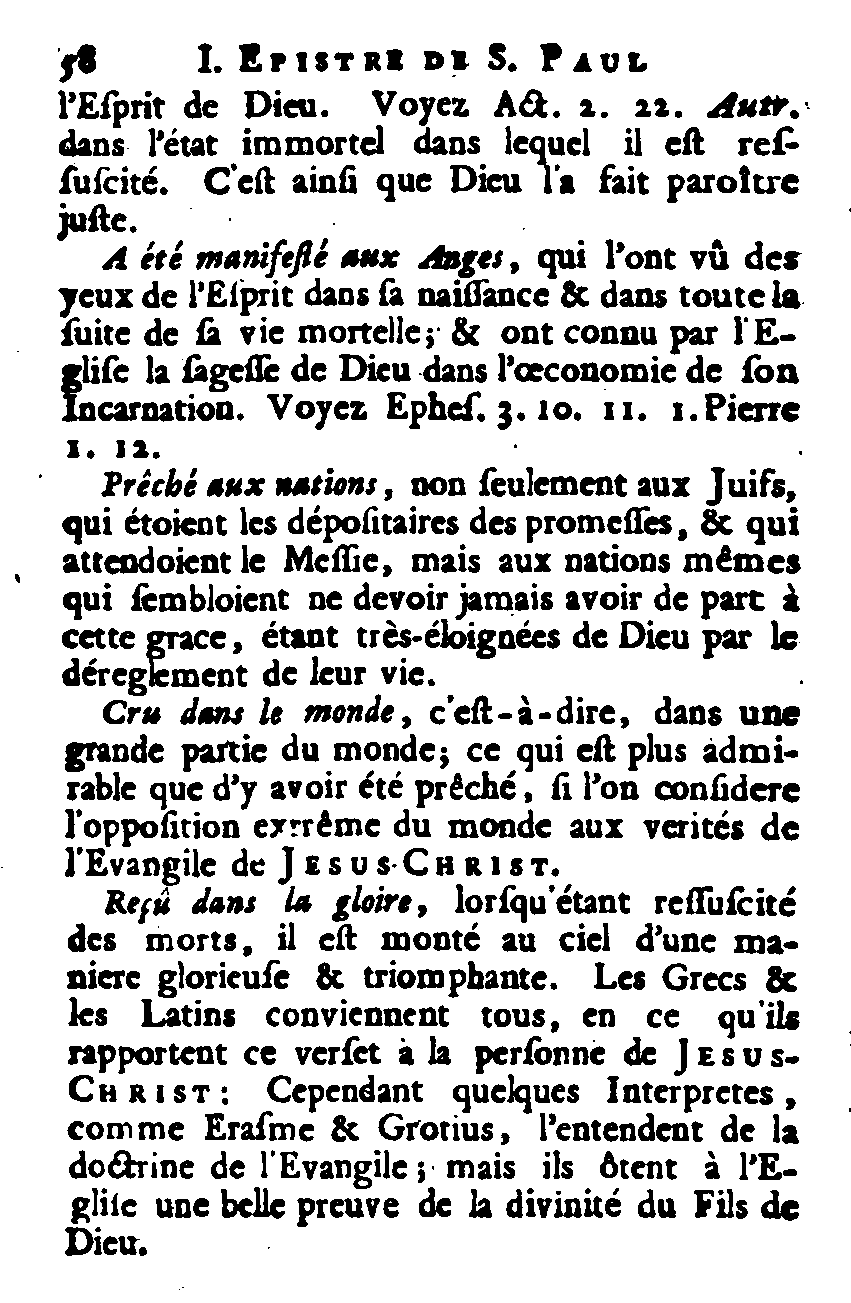 58 I. EPISTRE DE S. PAUL
l'Eſprit de Dieu. Voyez Act. 2. 22. Autr.
dans l'état immortel dans lequel il eſt reſ-
ſuſcité. C'eſt ainſi que Dieu l'a fait paroître
juſte.
A été manifeſté aux Anges, qui l'ont vû des
yeux de l'Eſprit dans ſa naiſſance & dans toute la
ſuite de ſa vie mortelle; & ont connu par l'E-
gliſe la ſageſſe de Dieu dans l'œconomie de ſon
Incarnation. Voyez Epheſ. 3. 10. 11. 1. Pierre
1. 12.
Prêché aux nations, non ſeulement aux Juifs,
qui étoient les dépoſitaires des promeſſes, & qui
attendoient le Meſſie, mais aux nations mêmes
qui ſembloient ne devoir jamais avoir de part à
cette grace, étant très-éloignées de Dieu par le
déreglement de leur vie.
Cru dans le monde, c'eſt-à-dire, dans une
grande partie du monde; ce qui eſt plus admi-
rable que d'y avoir été prêché, ſi l'on conſidere
l'oppoſition extrême du monde aux verités de
l'Evangile de JESUS-CHRIST.
Reçû dans la gloire, lorſqu'étant reſſuſcité
des morts, il eſt monté au ciel d'une ma-
niere glorieuſe & triomphante. Les Grecs &
les Latins conviennent tous, en ce qu'ils
rapportent ce verſet à la perſonne de JESUS-
CHRIST: Cependant quelques Interpretes,
comme Eraſme & Grotius, l'entendent de la
doctrine de l'Evangile; mais ils ôtent à l'E-
gliſe une belle preuve de la divinité du Fils de
Dieu.